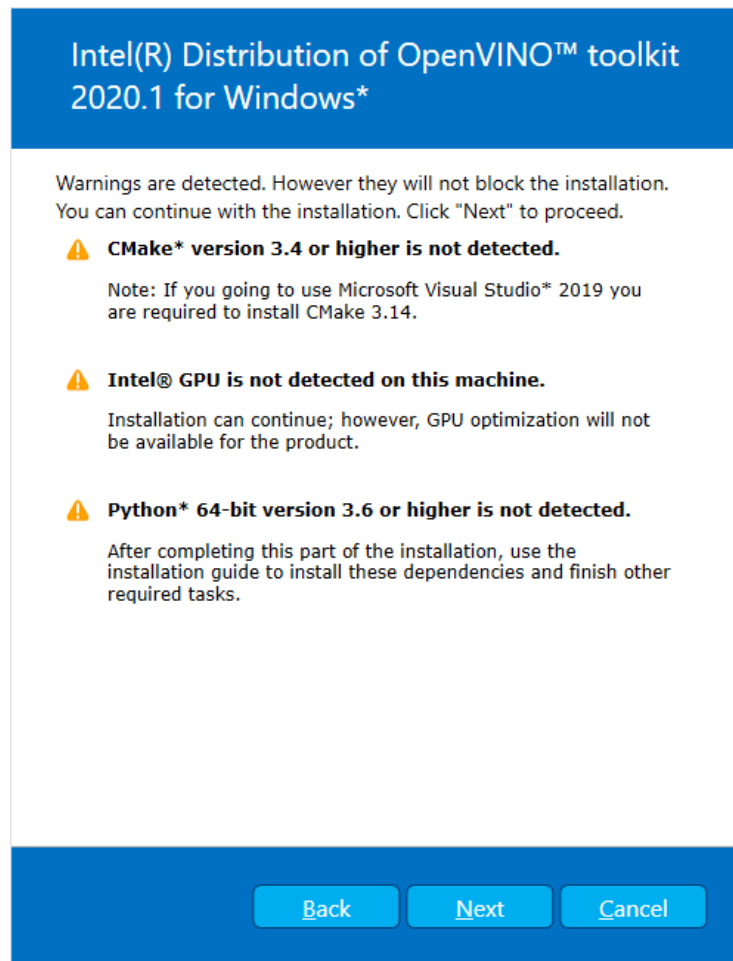 Intel(R) Distribution of OpenVINO™ toolkit
2020.1 for Windows*
Warnings are detected. However they will not block the installation.
You can continue with the installation. Click "Next" to proceed.
CMake* version 3.4 or higher is not detected.
Note: If you going to use Microsoft Visual Studio* 2019 you
are required to install CMake 3.14.
Intel® GPU is not detected on this machine.
Installation can continue; however, GPU optimization will not
be available for the product.
Python* 64-bit version 3.6 or higher is not detected.
After completing this part of the installation, use the
installation guide to install these dependencies and finish other
required tasks.
Back Next Cancel